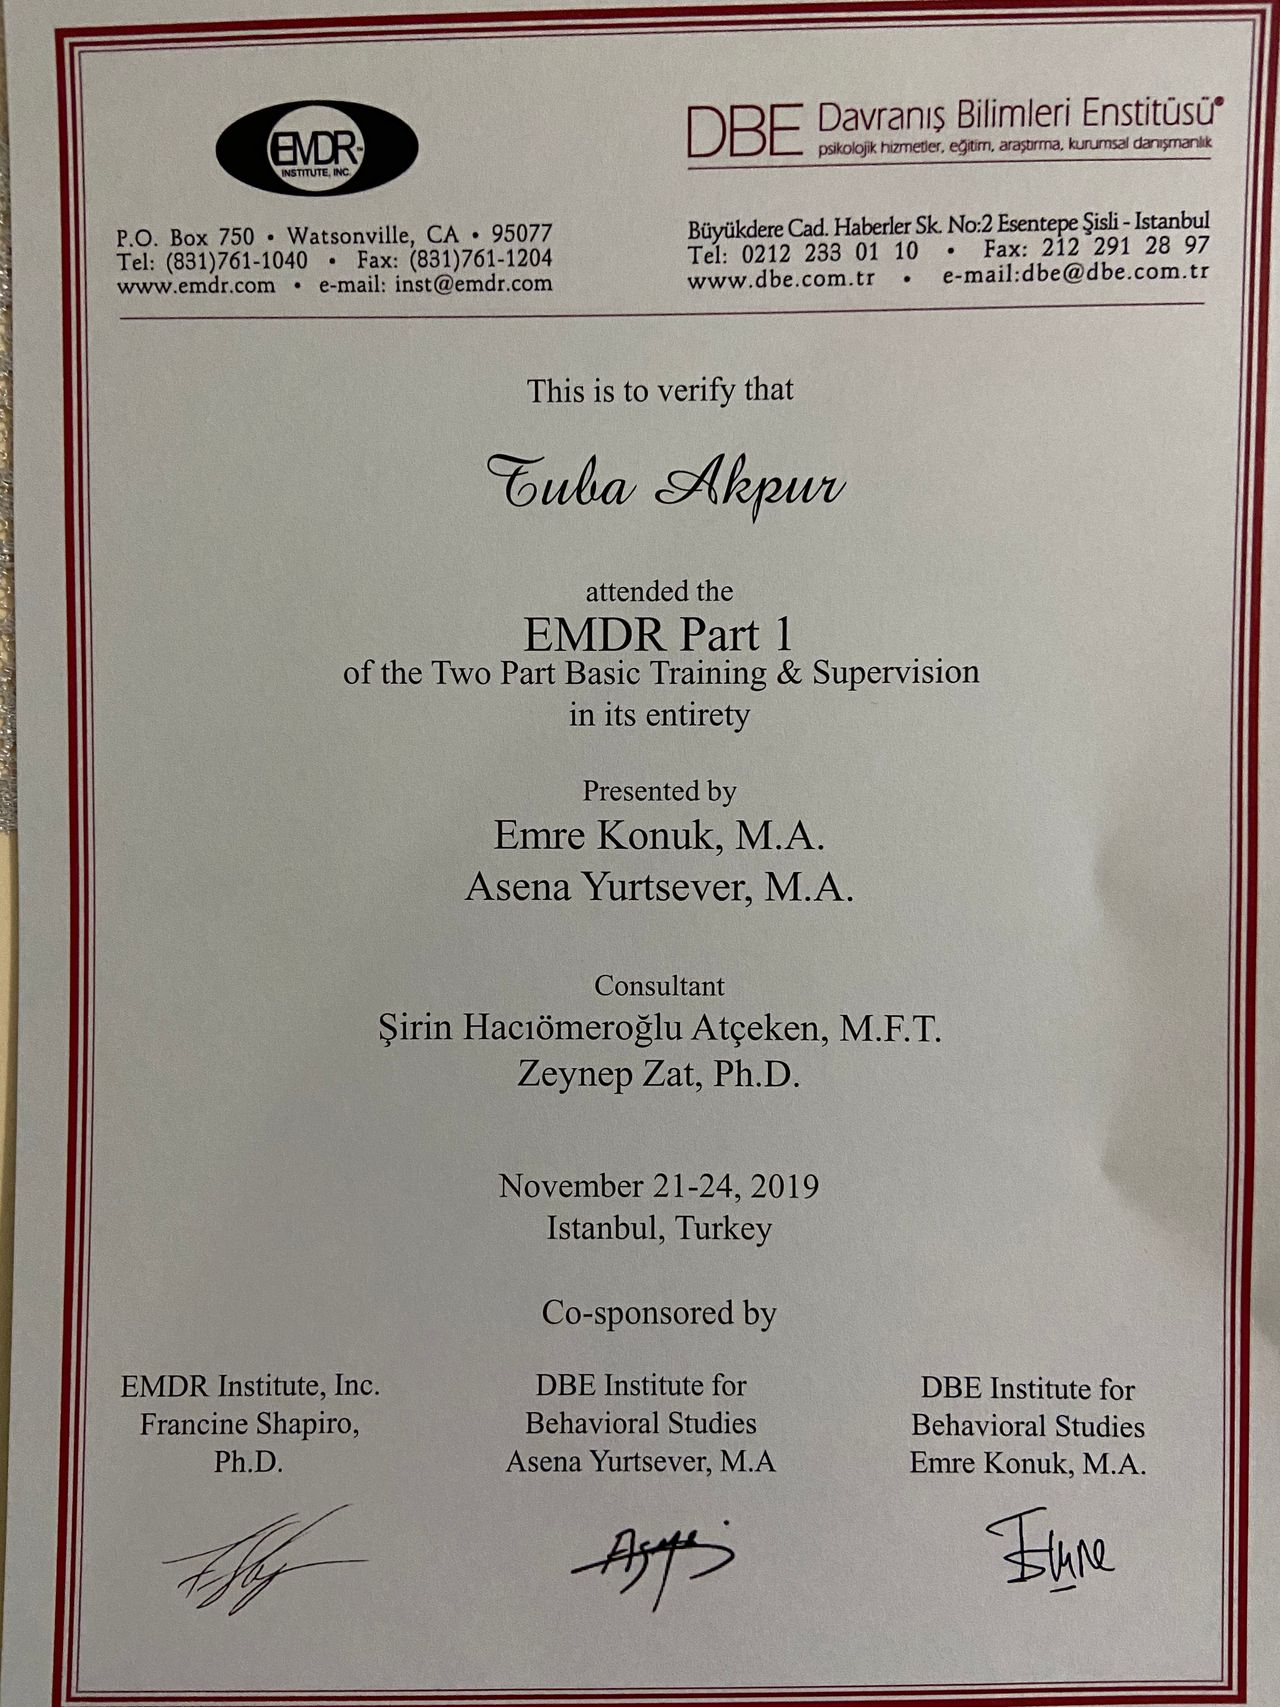 EMDR™
INSTITUTE, INC.
P.O. Box 750 • Watsonville, CA • 95077
Tel: (831)761-1040 • Fax: (831)761-1204
www.emdr.com • e-mail: inst@emdr.com
DBE Davranış Bilimleri Enstitüsü®
psikolojik hizmetler, eğitim, araştırma, kurumsal danışmanlık
Büyükdere Cad. Haberler Sk. No:2 Esentepe Şisli - Istanbul
Tel: 0212 233 01 10 • Fax: 212 291 28 97
www.dbe.com.tr • e-mail:dbe@dbe.com.tr
This is to verify that
Tuba Akpur
attended the
EMDR Part 1
of the Two Part Basic Training & Supervision
in its entirety
Presented by
Emre Konuk, M.A.
Asena Yurtsever, M.A.
Consultant
Şirin Hacıömeroğlu Atçeken, M.F.T.
Zeynep Zat, Ph.D.
November 21-24, 2019
Istanbul, Turkey
Co-sponsored by
EMDR Institute, Inc.
Francine Shapiro,
Ph.D.
DBE Institute for
Behavioral Studies
Asena Yurtsever, M.A
DBE Institute for
Behavioral Studies
Emre Konuk, M.A.